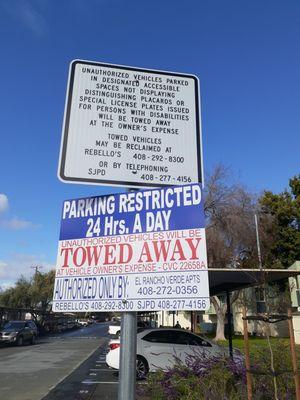 UNAUTHORIZED VEHICLES PARKED
IN DESIGNATED ACCESSIBLE
SPACES NOT DISPLAYING
DISTINGUISHING PLACARDS OR
SPECIAL LICENSE PLATES ISSUED
FOR PERSONS WITH DISABILITIES
WILL BE TOWED AWAY
AT THE OWNER'S EXPENSE
TOWED VEHICLES
MAY BE RECLAIMED AT
REBELLO'S 408-292-8300
OR BY TELEPHONING
SJPD 408-277-4156
PARKING RESTRICTED
24 Hrs. A DAY
UNAUTHORIZED VEHICLES WILL BE
TOWED AWAY
AT VEHICLE OWNER'S EXPENSE - CVC 22658A
AUTHORIZED ONLY BY:
EL RANCHO VERDE APTS
408-272-0356
REBELLO'S 408-292-8300 SJPD 408-277-4156